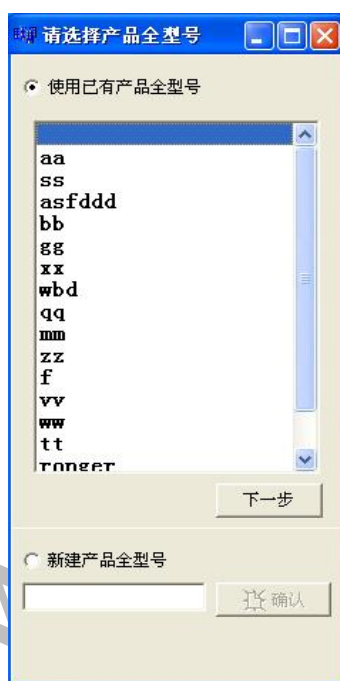 请选择产品全型号
使用已有产品全型号
aa
ss
asfddd
bb
gg
xx
wbd
qq
mm
zz
f
vv
ww
tt
ronger
下一步
新建产品全型号
确认